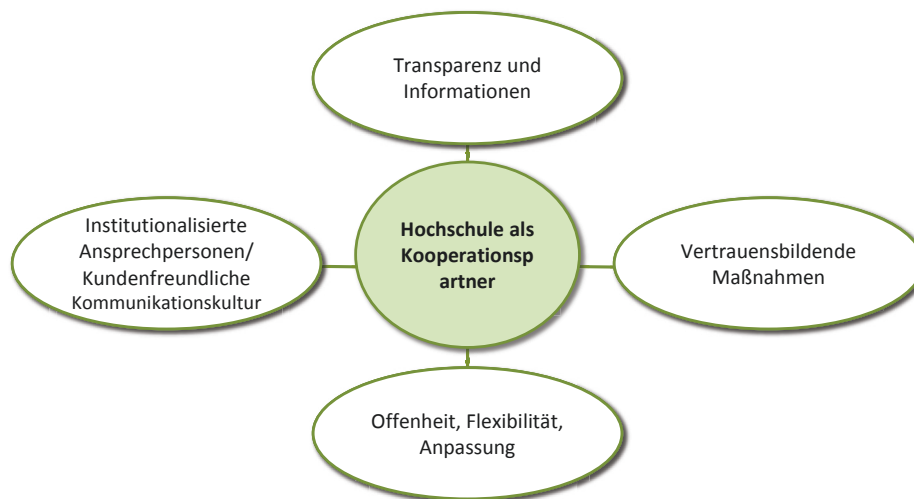 Transparenz und
Informationen
Institutionalisierte
Ansprechpersonen/
Kundenfreundliche
Kommunikationskultur
Hochschule als
Kooperationsp
artner
Vertrauensbildende
Maßnahmen
Offenheit, Flexibilität,
Anpassung